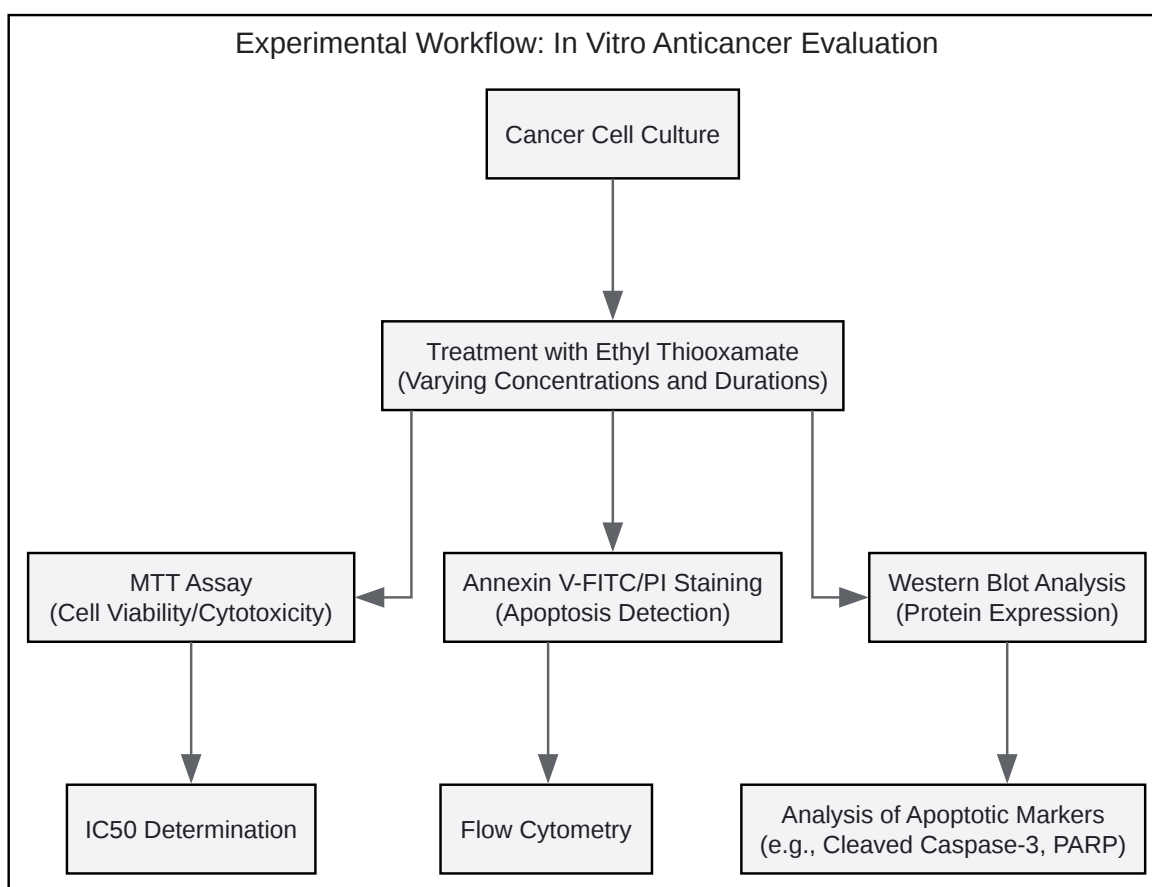 Experimental Workflow: In Vitro Anticancer Evaluation
Cancer Cell Culture
Treatment with Ethyl Thiooxamate
(Varying Concentrations and Durations)
MTT Assay
(Cell Viability/Cytotoxicity)
Annexin V-FITC/PI Staining
(Apoptosis Detection)
Western Blot Analysis
(Protein Expression)
IC50 Determination
Flow Cytometry
Analysis of Apoptotic Markers
(e.g., Cleaved Caspase-3, PARP)